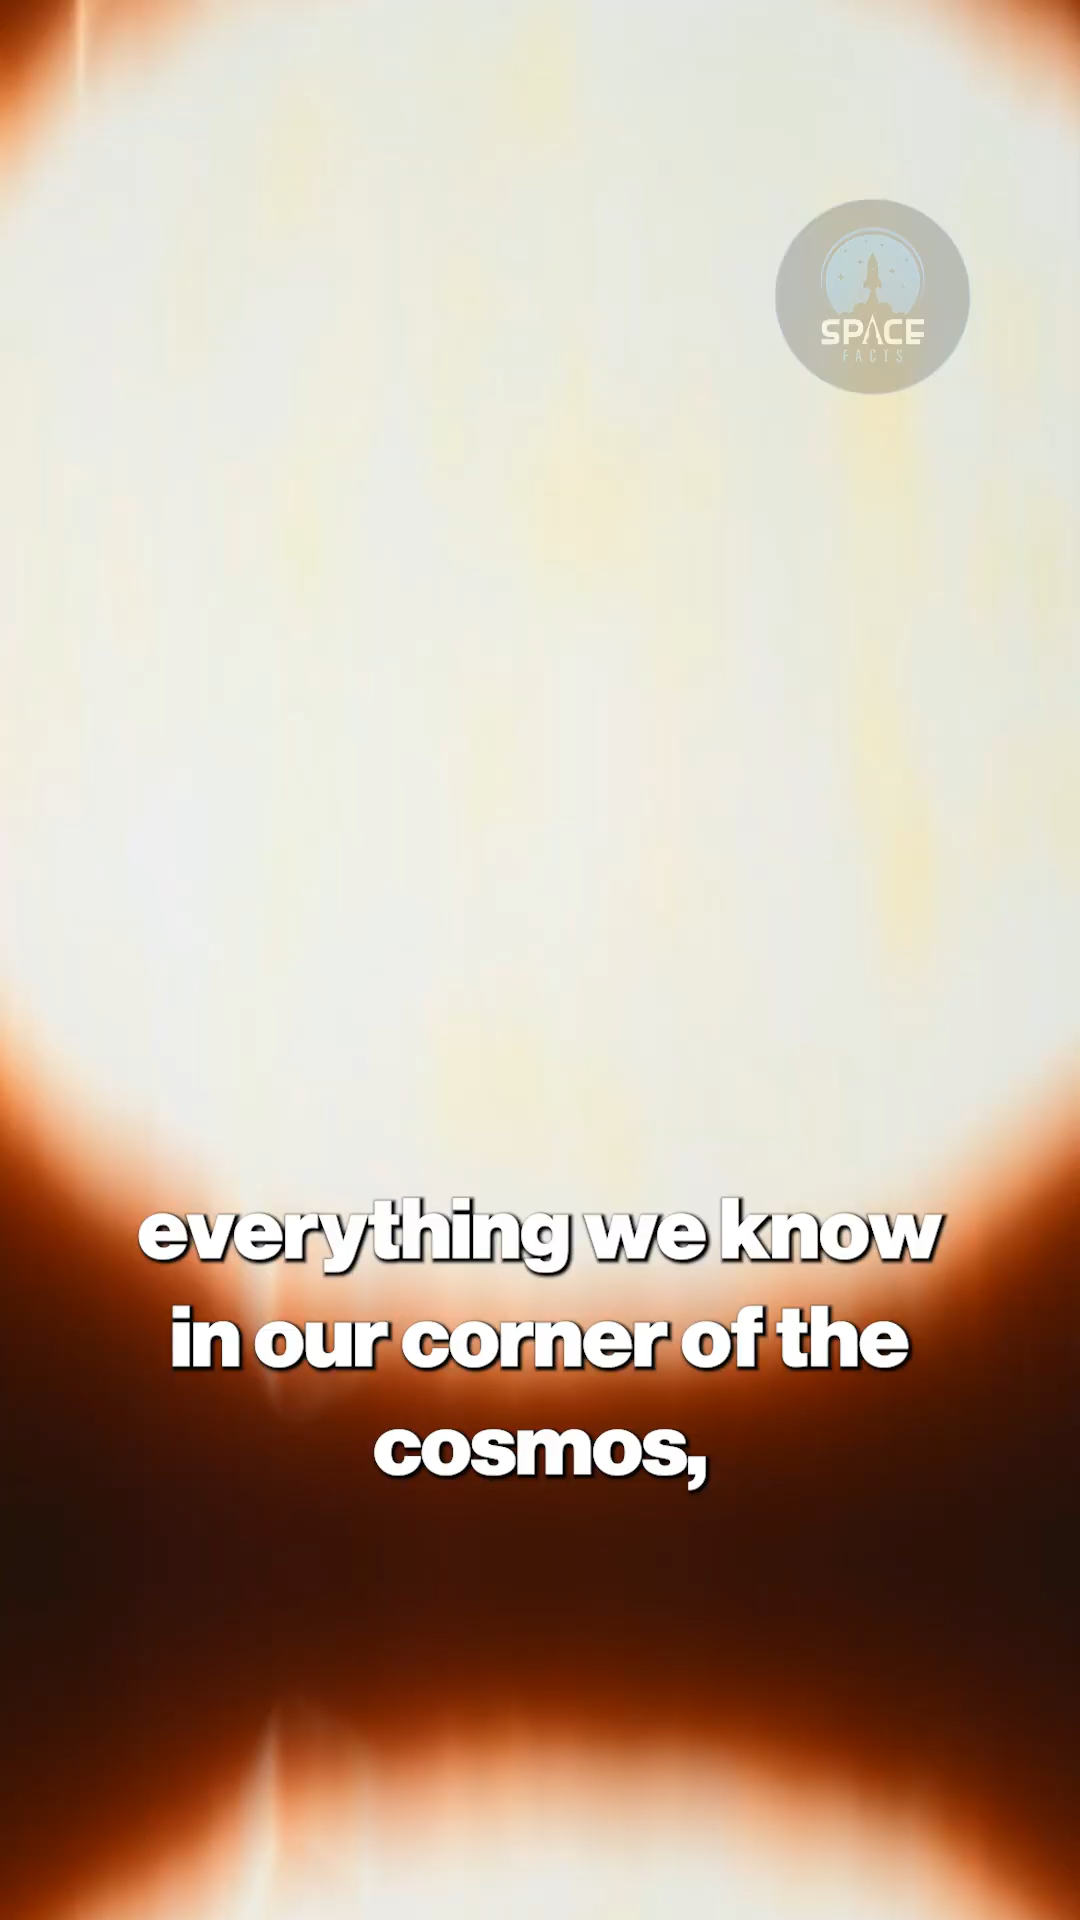 SPACE
FACTS
everything we know
in our corner of the
cosmos,